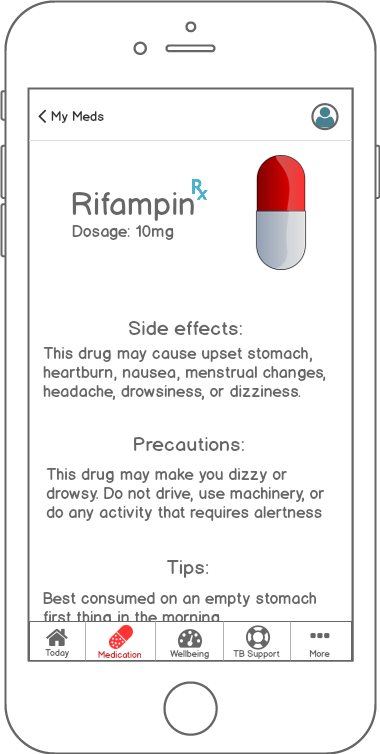 My Meds
Rifampin Rx
Dosage: 10mg
Side effects:
This drug may cause upset stomach,
heartburn, nausea, menstrual changes,
headache, drowsiness, or dizziness.
Precautions:
This drug may make you dizzy or
drowsy. Do not drive, use machinery, or
do any activity that requires alertness
Tips:
Best consumed on an empty stomach
first thing in the morning
Today
Medication
Wellbeing
TB Support
More